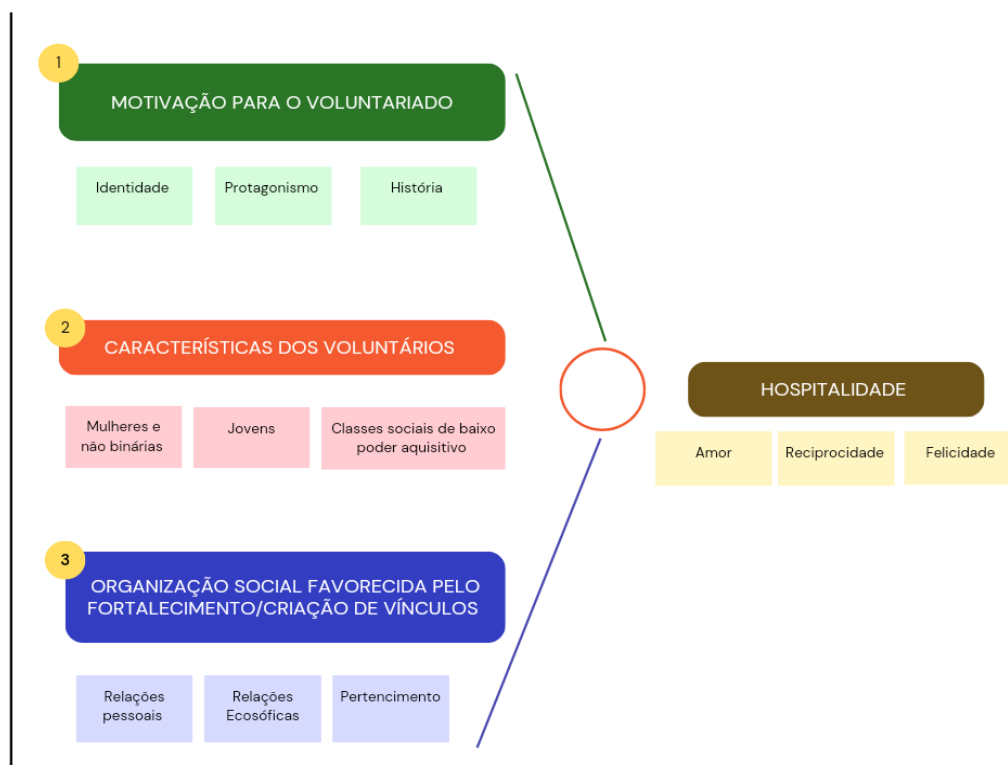 1
MOTIVAÇÃO PARA O VOLUNTARIADO
Identidade
Protagonismo
História
2
CARACTERÍSTICAS DOS VOLUNTÁRIOS
Mulheres e
não binárias
Jovens
Classes sociais de baixo
poder aquisitivo
3
ORGANIZAÇÃO SOCIAL FAVORECIDA PELO
FORTALECIMENTO/CRIAÇÃO DE VÍNCULOS
Relações
pessoais
Relações
Ecosóficas
Pertencimento
HOSPITALIDADE
Amor
Reciprocidade
Felicidade